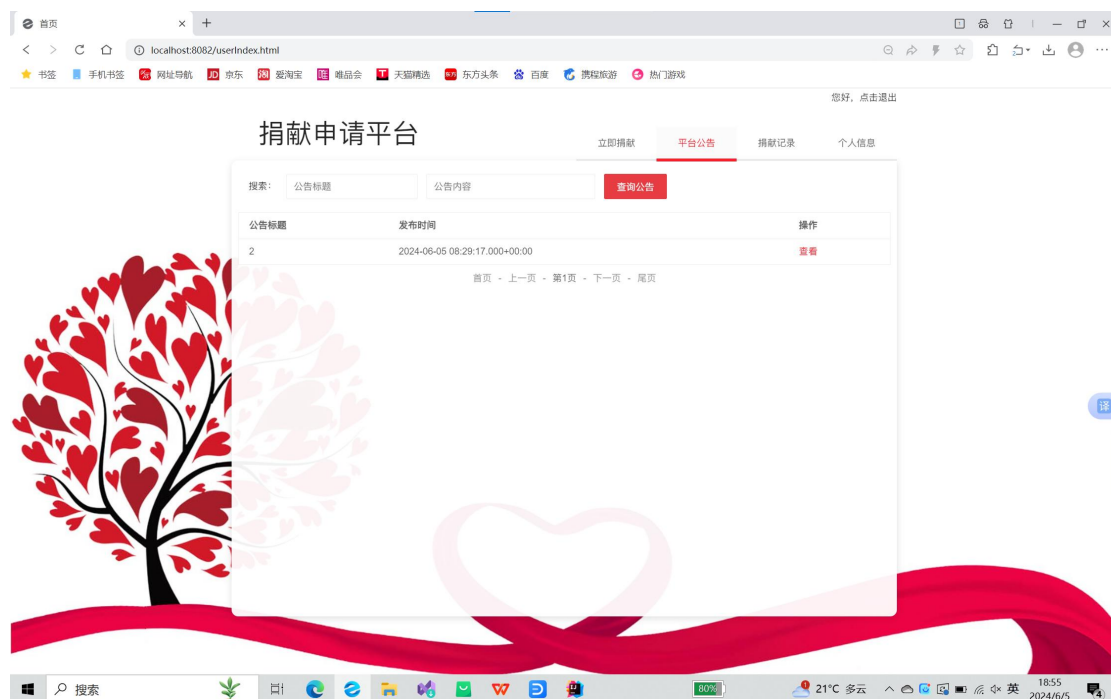 首页
localhost:8082/userIndex.html
书签 手机书签 网址导航 JD 京东 淘 爱淘宝 唯品会 T 天猫精选 东方头条 百度 携程旅游 热门游戏
您好，点击退出
捐献申请平台
立即捐献 平台公告 捐献记录 个人信息
搜索： 公告标题 公告内容 查询公告
公告标题 发布时间 操作
2 2024-06-05 08:29:17.000+00:00 查看
首页 - 上一页 - 第1页 - 下一页 - 尾页
译
搜索 80% 21°C 多云 英 18:55
2024/6/5